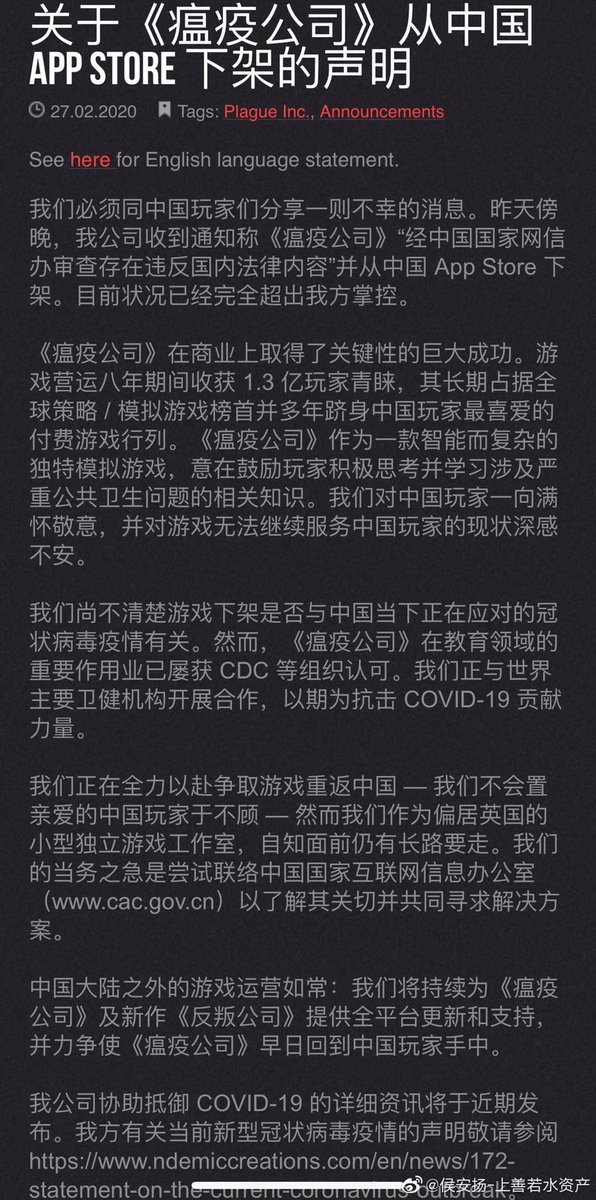 关于《瘟疫公司》从中国
APP STORE 下架的声明
27.02.2020 Tags: Plague Inc., Announcements
See here for English language statement.
我们必须同中国玩家们分享一则不幸的消息。昨天傍
晚，我公司收到通知称《瘟疫公司》“经中国国家网信
办审查存在违反国内法律内容”并从中国 App Store 下
架。目前状况已经完全超出我方掌控。
《瘟疫公司》在商业上取得了关键性的巨大成功。游
戏营运八年期间收获 1.3 亿玩家青睐，其长期占据全
球策略 / 模拟游戏榜首并多年跻身中国玩家最喜爱的
付费游戏行列。《瘟疫公司》作为一款智能而复杂的
独特模拟游戏，意在鼓励玩家积极思考并学习涉及严
重公共卫生问题的相关知识。我们对中国玩家一向满
怀敬意，并对游戏无法继续服务中国玩家的现状深感
不安。
我们尚不清楚游戏下架是否与中国当下正在应对的冠
状病毒疫情有关。然而，《瘟疫公司》在教育领域的
重要作用业已屡获 CDC 等组织认可。我们正与世界
主要卫健机构开展合作，以期为抗击 COVID-19 贡献
力量。
我们正在全力以赴争取游戏重返中国 — 我们不会置
亲爱的中国玩家于不顾 — 然而我们作为偏居英国的
小型独立游戏工作室，自知面前仍有长路要走。我们
的当务之急是尝试联络中国国家互联网信息办公室
（www.cac.gov.cn）以了解其关切并共同寻求解决方
案。
中国大陆之外的游戏运营如常：我们将持续为《瘟疫
公司》及新作《反叛公司》提供全平台更新和支持，
并力争使《瘟疫公司》早日回到中国玩家手中。
我公司协助抵御 COVID-19 的详细资讯将于近期发
布。我方有关当前新型冠状病毒疫情的声明敬请参阅
https://www.ndemiccreations.com/en/news/172-
statement-on-the-current-coronavirus-outbreak
@侯安扬-上善若水资产